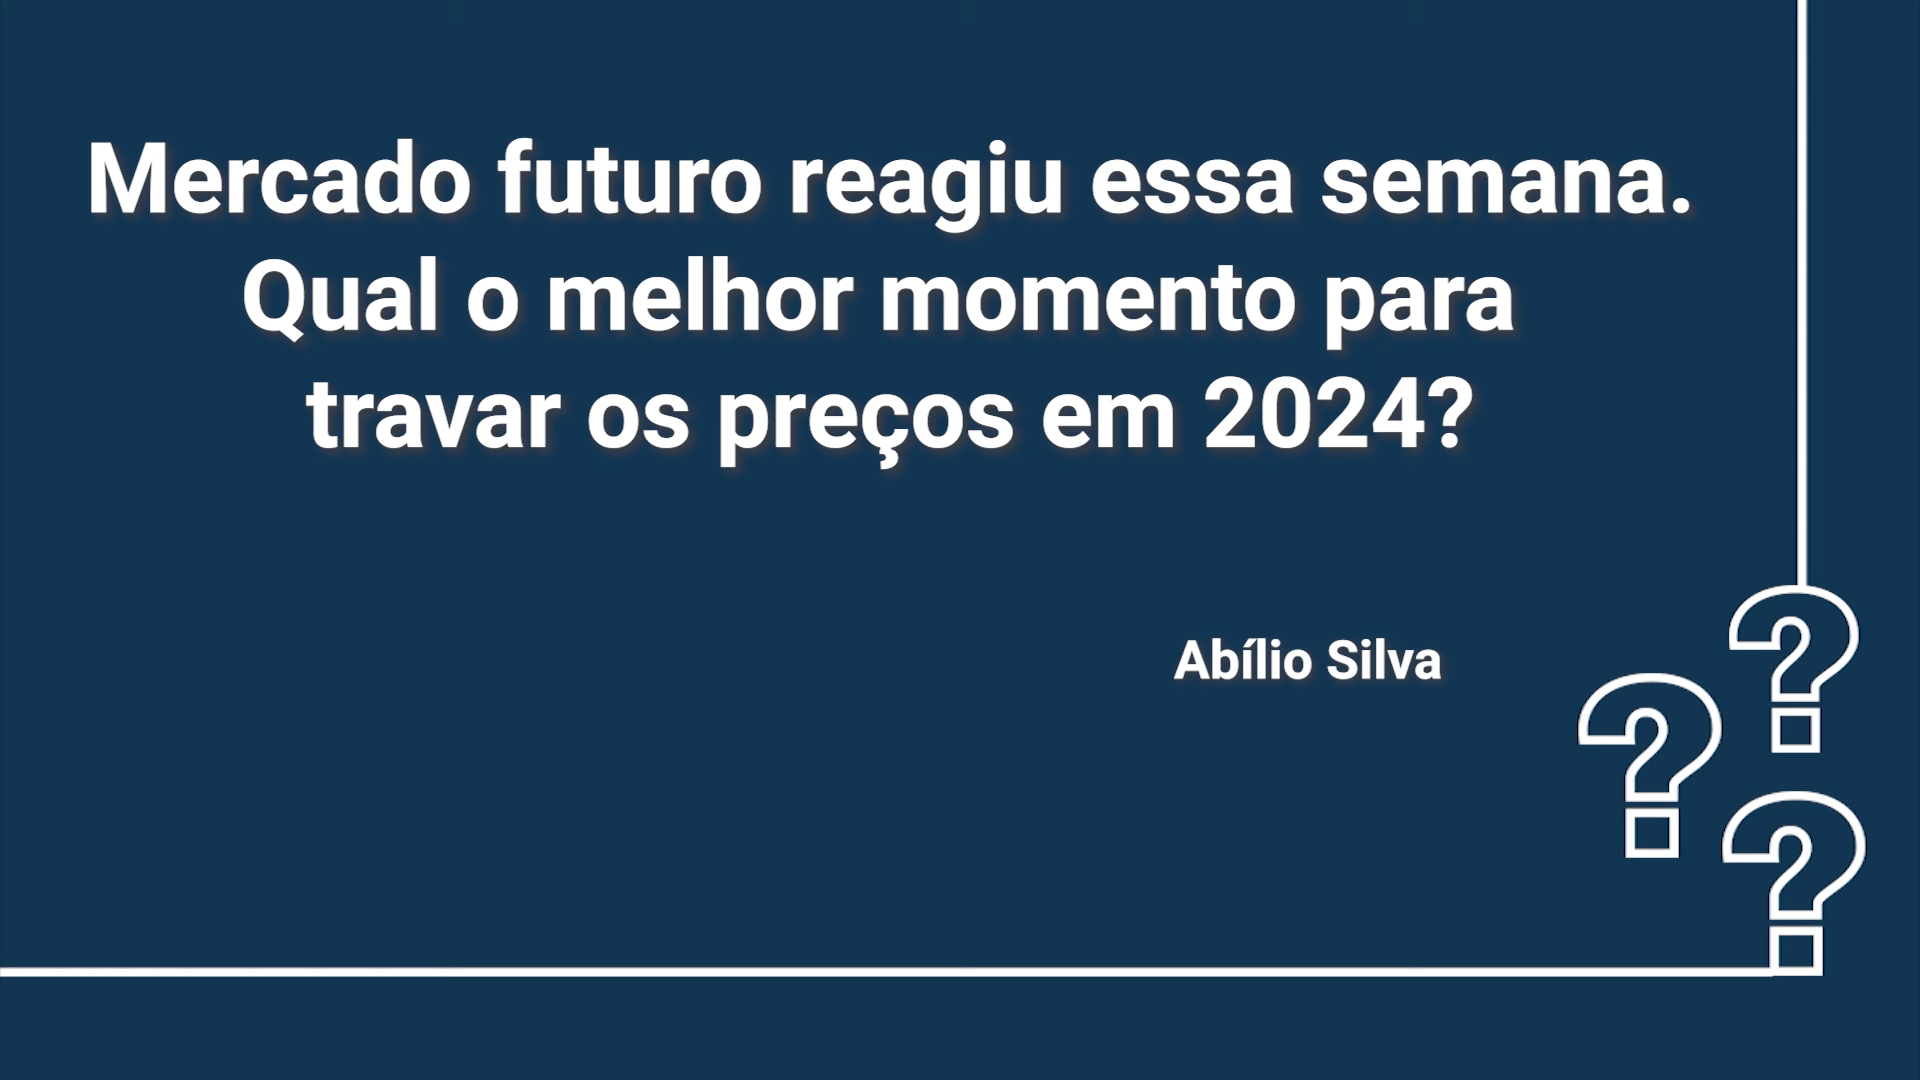 Mercado futuro reagiu essa semana.
Qual o melhor momento para
travar os preços em 2024?
Abílio Silva